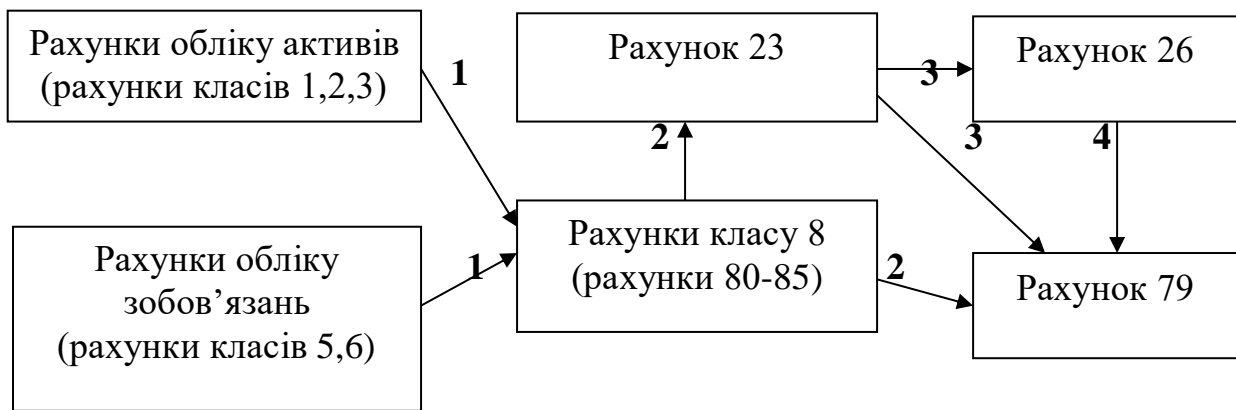 Рахунки обліку активів
(рахунки класів 1,2,3)
1
Рахунок 23
3
Рахунок 26
2
3
4
Рахунки обліку
зобов’язань
(рахунки класів 5,6)
1
Рахунки класу 8
(рахунки 80-85)
2
Рахунок 79